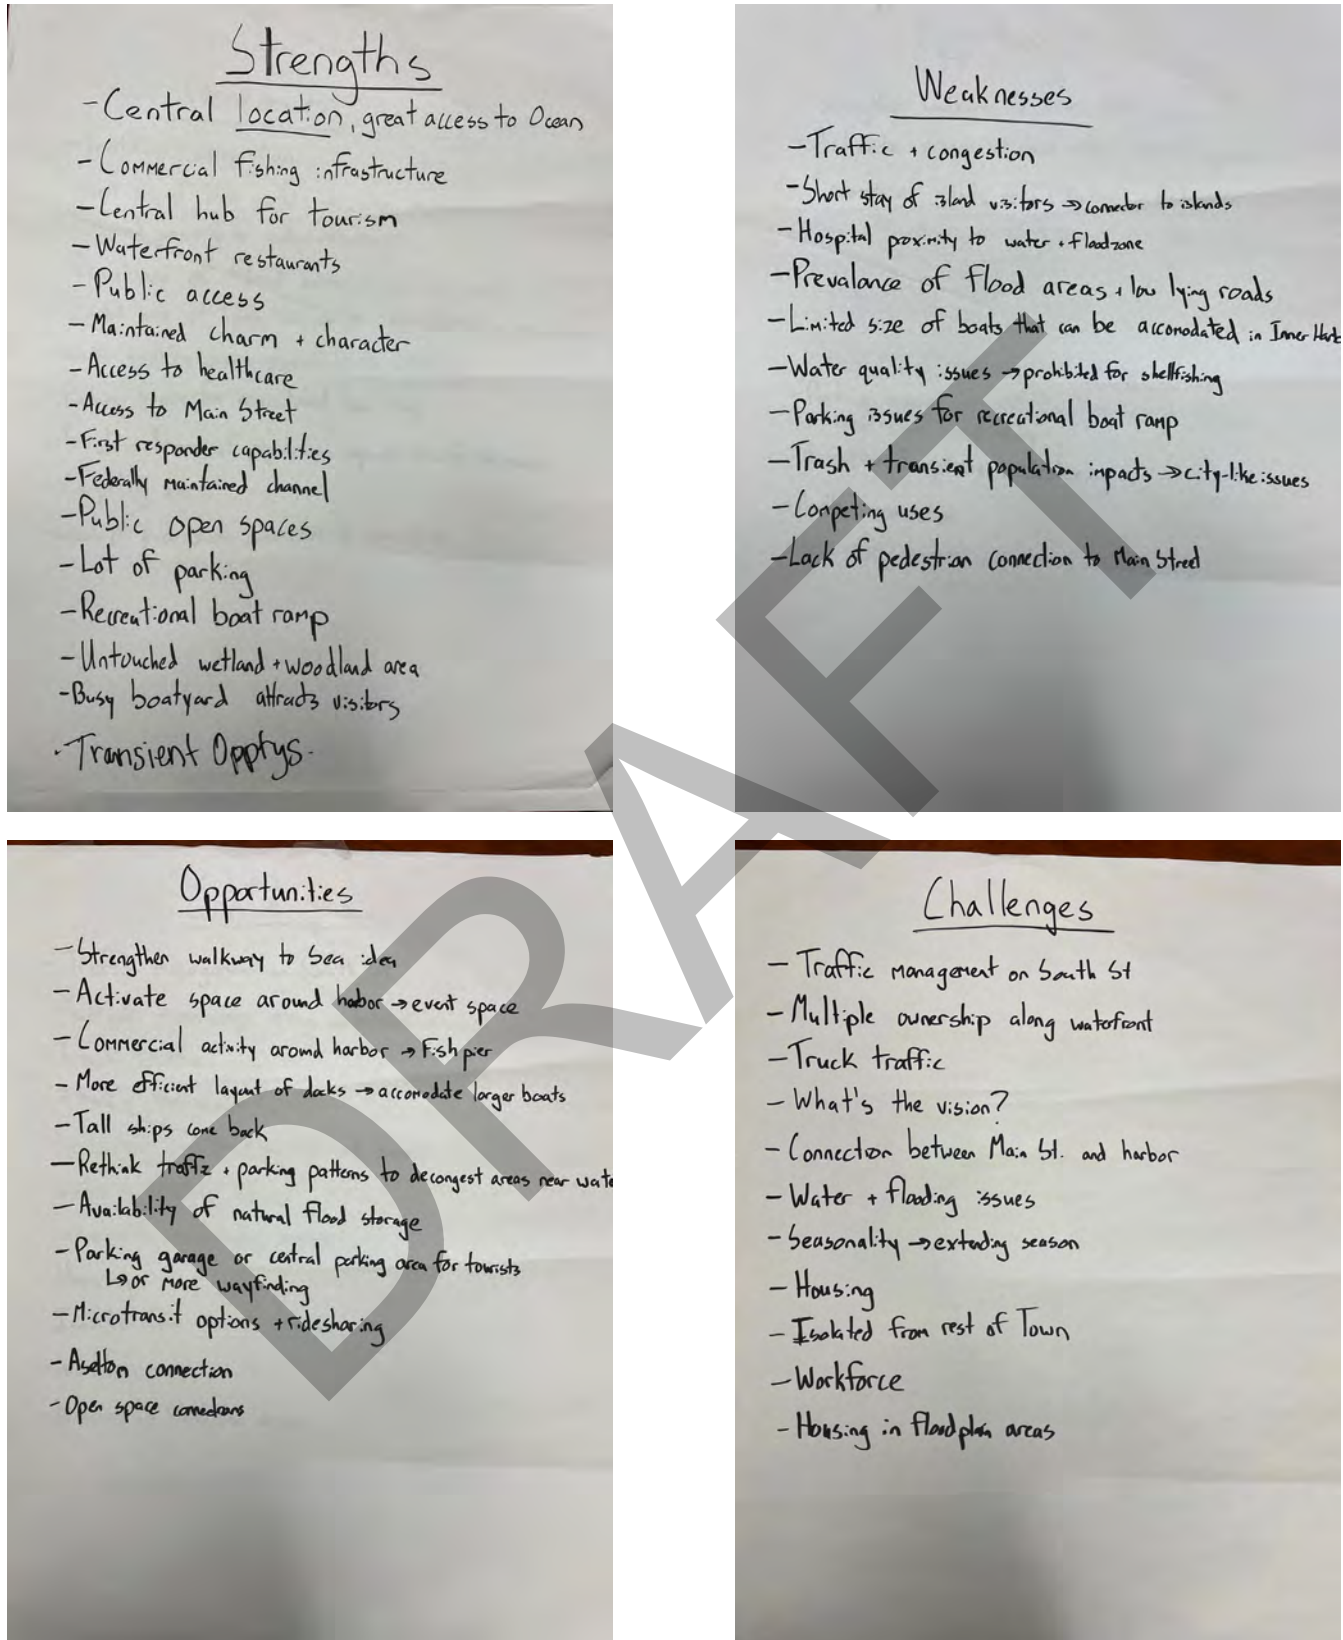 Strengths
- Central location, great access to Ocean
- Commercial fishing infrastructure
- Central hub for tourism
- Waterfront restaurants
- Public access
- Maintained charm + character
- Access to healthcare
- Access to Main Street
- First responder capabilities
- Federally maintained channel
- Public open spaces
- Lot of parking
- Recreational boat ramp
- Untouched wetland + woodland area
- Busy boatyard attracts visitors
· Transient Opptys.
Weaknesses
- Traffic + congestion
- Short stay of island visitors → connector to islands
- Hospital proximity to water + floodzone
- Prevalance of flood areas + low lying roads
- Limited size of boats that can be accomodated in Inner Harb
- Water quality issues → prohibited for shellfishing
- Parking issues for recreational boat ramp
- Trash + transient population impacts → city-like issues
- Competing uses
- Lack of pedestrian connection to Main Street
Opportunities
- Strengthen walkway to Sea idea
- Activate space around harbor → event space
- Commercial activity around harbor → Fish pier
- More efficient layout of docks → accomodate larger boats
- Tall ships come back
- Rethink traffic + parking patterns to decongest areas near wate
- Availability of natural flood storage
- Parking garage or central parking area for tourists
↳ or more wayfinding
- Microtransit options + ridesharing
- Aselton connection
- Open space connections
Challenges
- Traffic management on South St
- Multiple ownership along waterfront
- Truck traffic
- What's the vision?
- Connection between Main St. and harbor
- Water + flooding issues
- Seasonality → extending season
- Housing
- Isolated from rest of Town
- Workforce
- Housing in floodplain areas
DRAFT